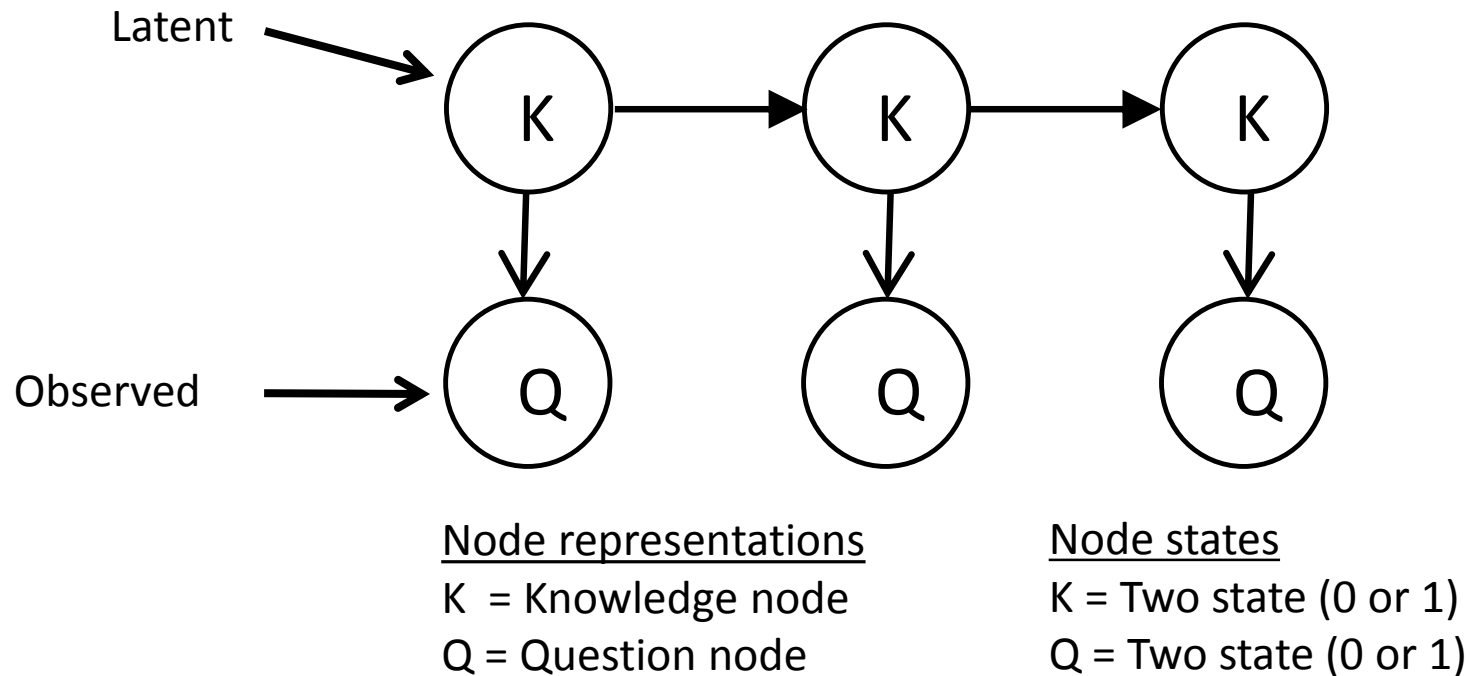 Latent
K K K
Observed
Q Q Q
Node representations
K = Knowledge node
Q = Question node
Node states
K = Two state (0 or 1)
Q = Two state (0 or 1)